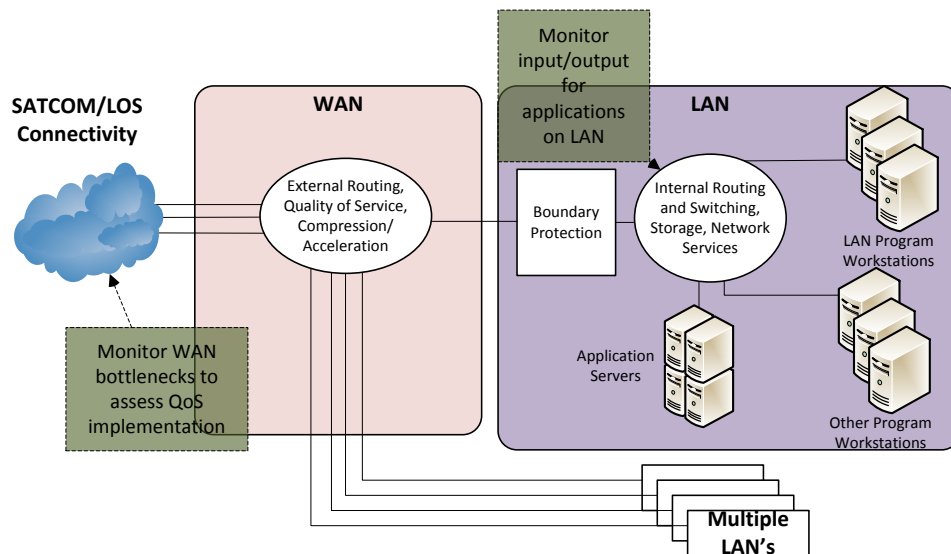 Monitor
input/output
for
applications
on LAN
SATCOM/LOS
Connectivity
WAN
LAN
External Routing,
Quality of Service,
Compression/
Acceleration
Boundary
Protection
Internal Routing
and Switching,
Storage, Network
Services
LAN Program
Workstations
Monitor WAN
bottlenecks to
assess QoS
implementation
Application
Servers
Other Program
Workstations
Multiple
LAN's